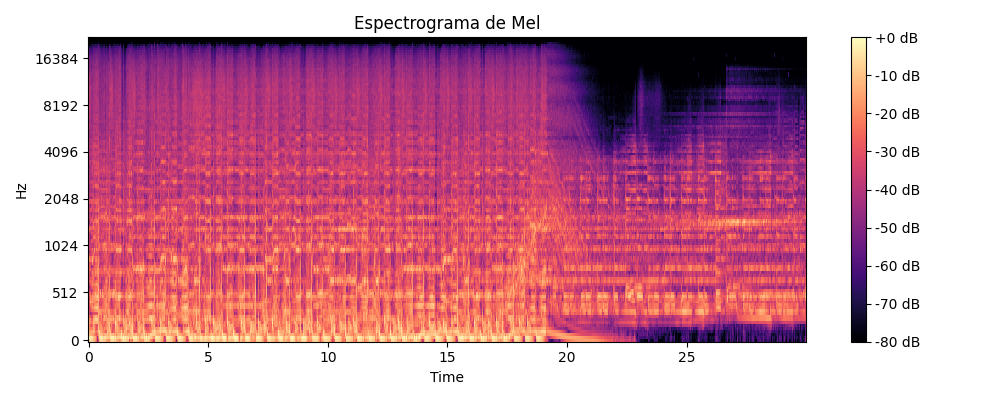 Espectrograma de Mel
Hz
16384
8192
4096
2048
1024
512
0
0 5 10 15 20 25
Time
+0 dB
-10 dB
-20 dB
-30 dB
-40 dB
-50 dB
-60 dB
-70 dB
-80 dB